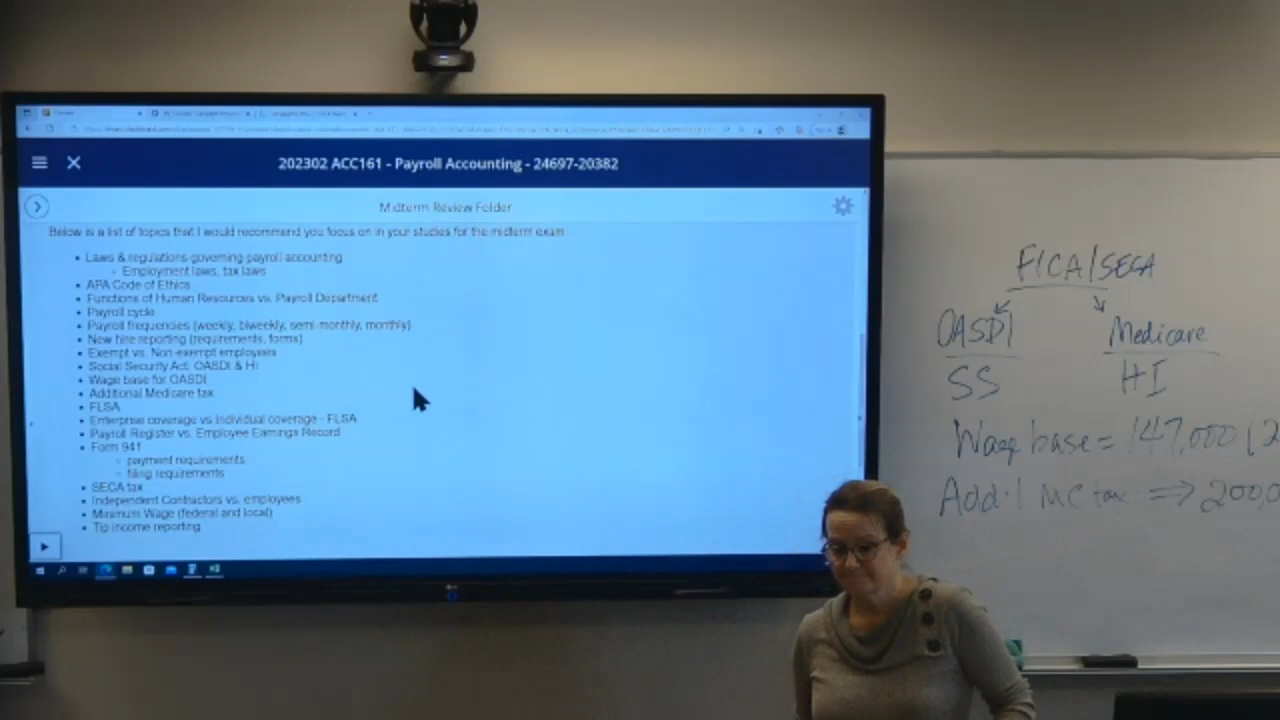 202302 ACC161 - Payroll Accounting - 24697-20382
Midterm Review Folder
Below is a list of topics that I would recommend you focus on in your studies for the midterm exam
Laws & regulations governing payroll accounting
Employment laws, tax laws
APA Code of Ethics
Functions of Human Resources vs. Payroll Department
Payroll cycle
Payroll frequencies (weekly, biweekly, semi-monthly, monthly)
New hire reporting (requirements, forms)
Exempt vs. Non-exempt employees
Social Security Act: OASDI & HI
Wage base for OASDI
Additional Medicare tax
FLSA
Enterprise coverage vs Individual coverage - FLSA
Payroll Register vs. Employee Earnings Record
Form 941
payment requirements
filing requirements
SECA tax
Independent Contractors vs. employees
Minimum Wage (federal and local)
Tip income reporting
FICA/SECA
OASDI Medicare
SS HI
Wage base = 147,000 (2
Add'l MC tax ⇒ 200,0